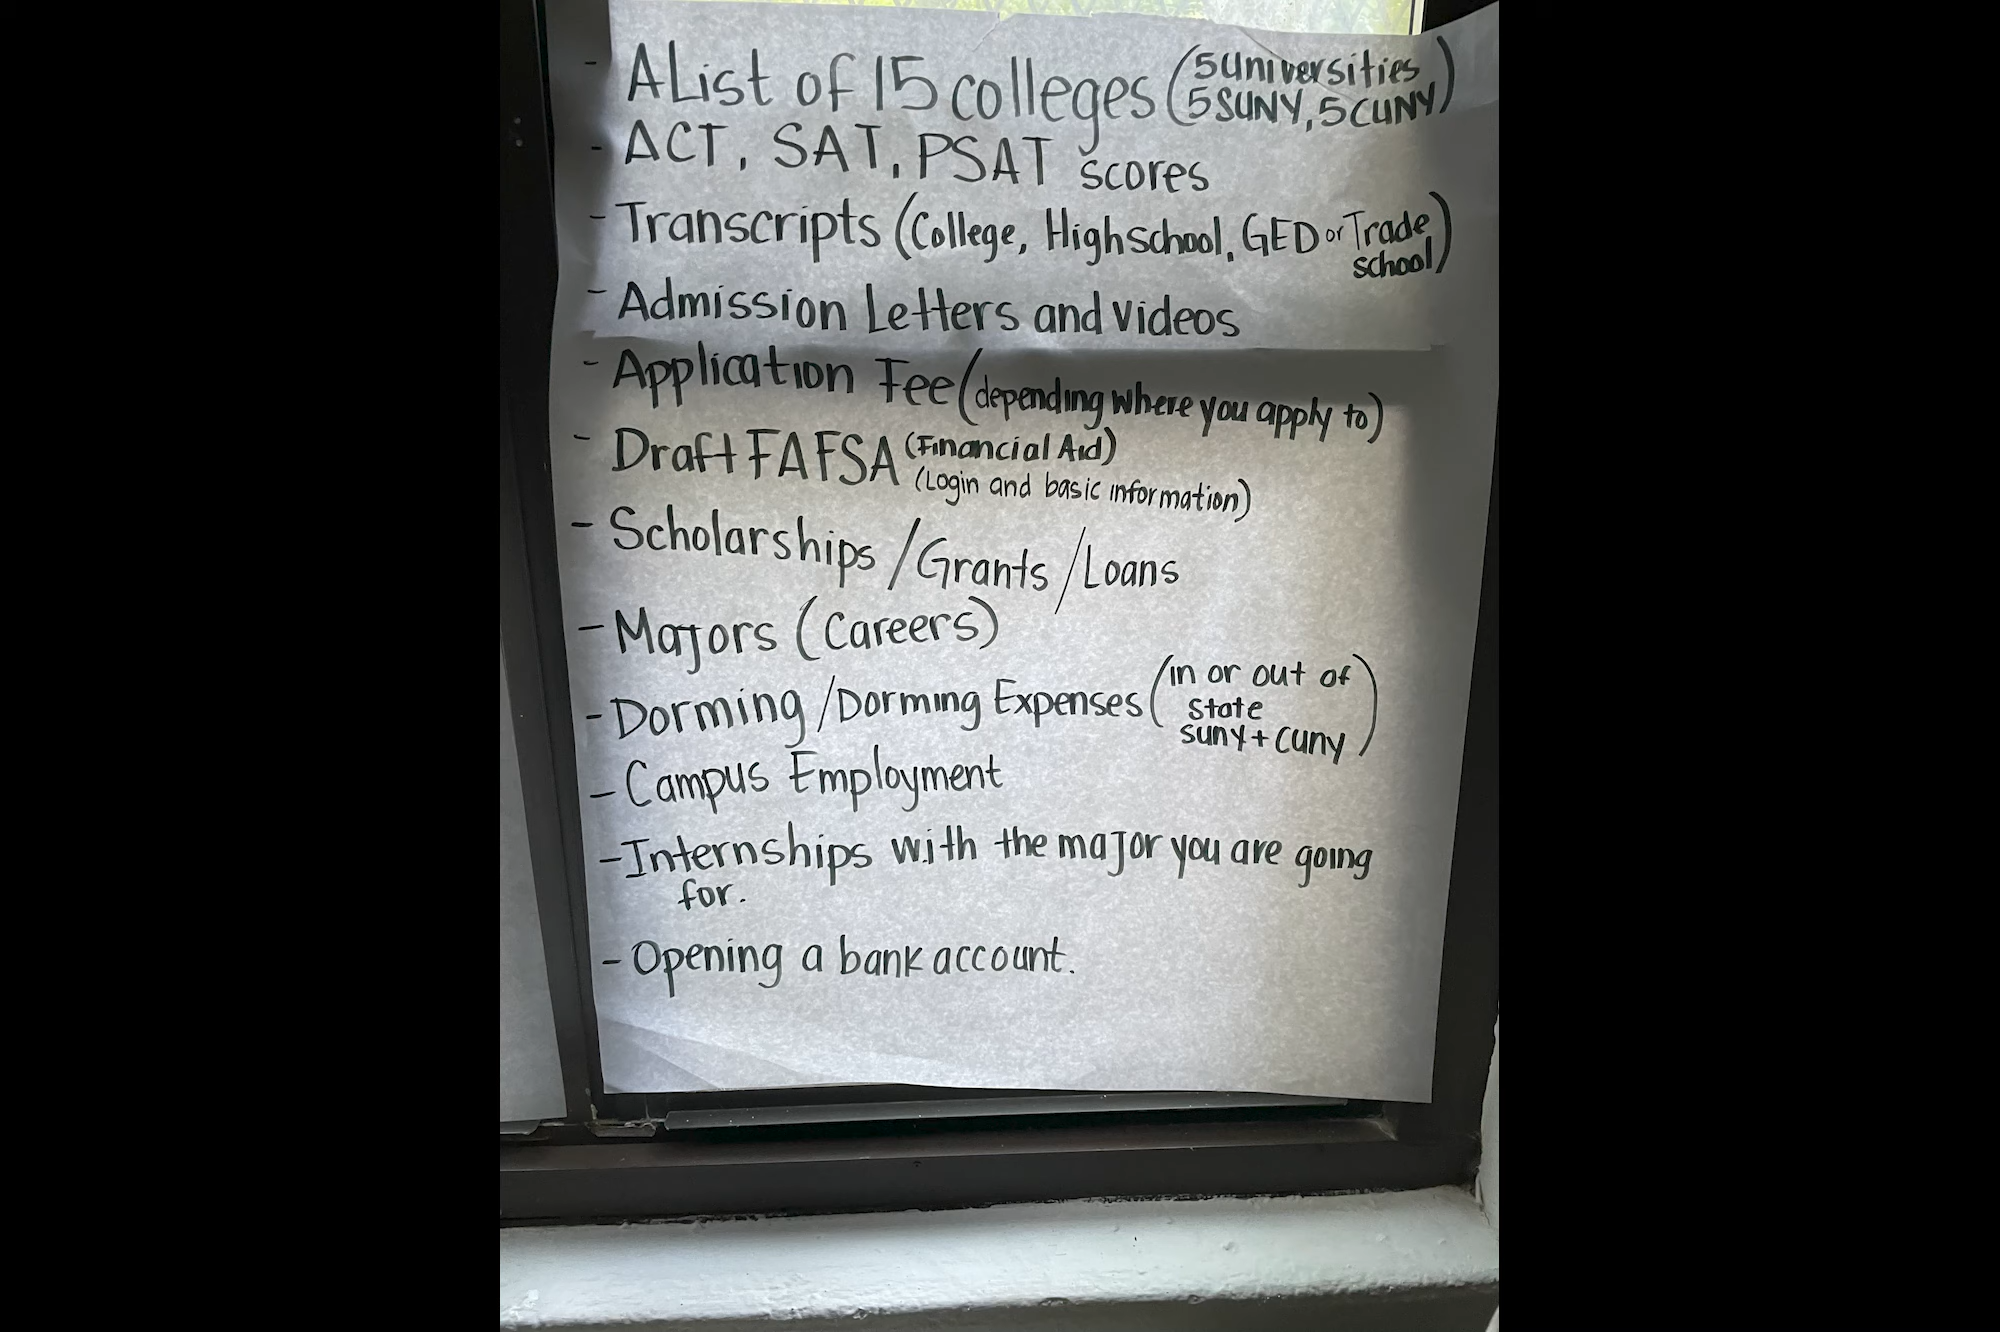 - A List of 15 colleges (5 universities,
5 SUNY, 5 CUNY)
- ACT, SAT, PSAT scores
- Transcripts (College, High school, GED or Trade
school)
- Admission Letters and videos
- Application Fee (depending where you apply to)
- Draft FAFSA (Financial Aid)
(Login and basic information)
- Scholarships / Grants / Loans
- Majors (Careers)
- Dorming / Dorming Expenses (in or out of
state
suny + cuny)
- Campus Employment
- Internships with the major you are going
for.
- Opening a bank account.